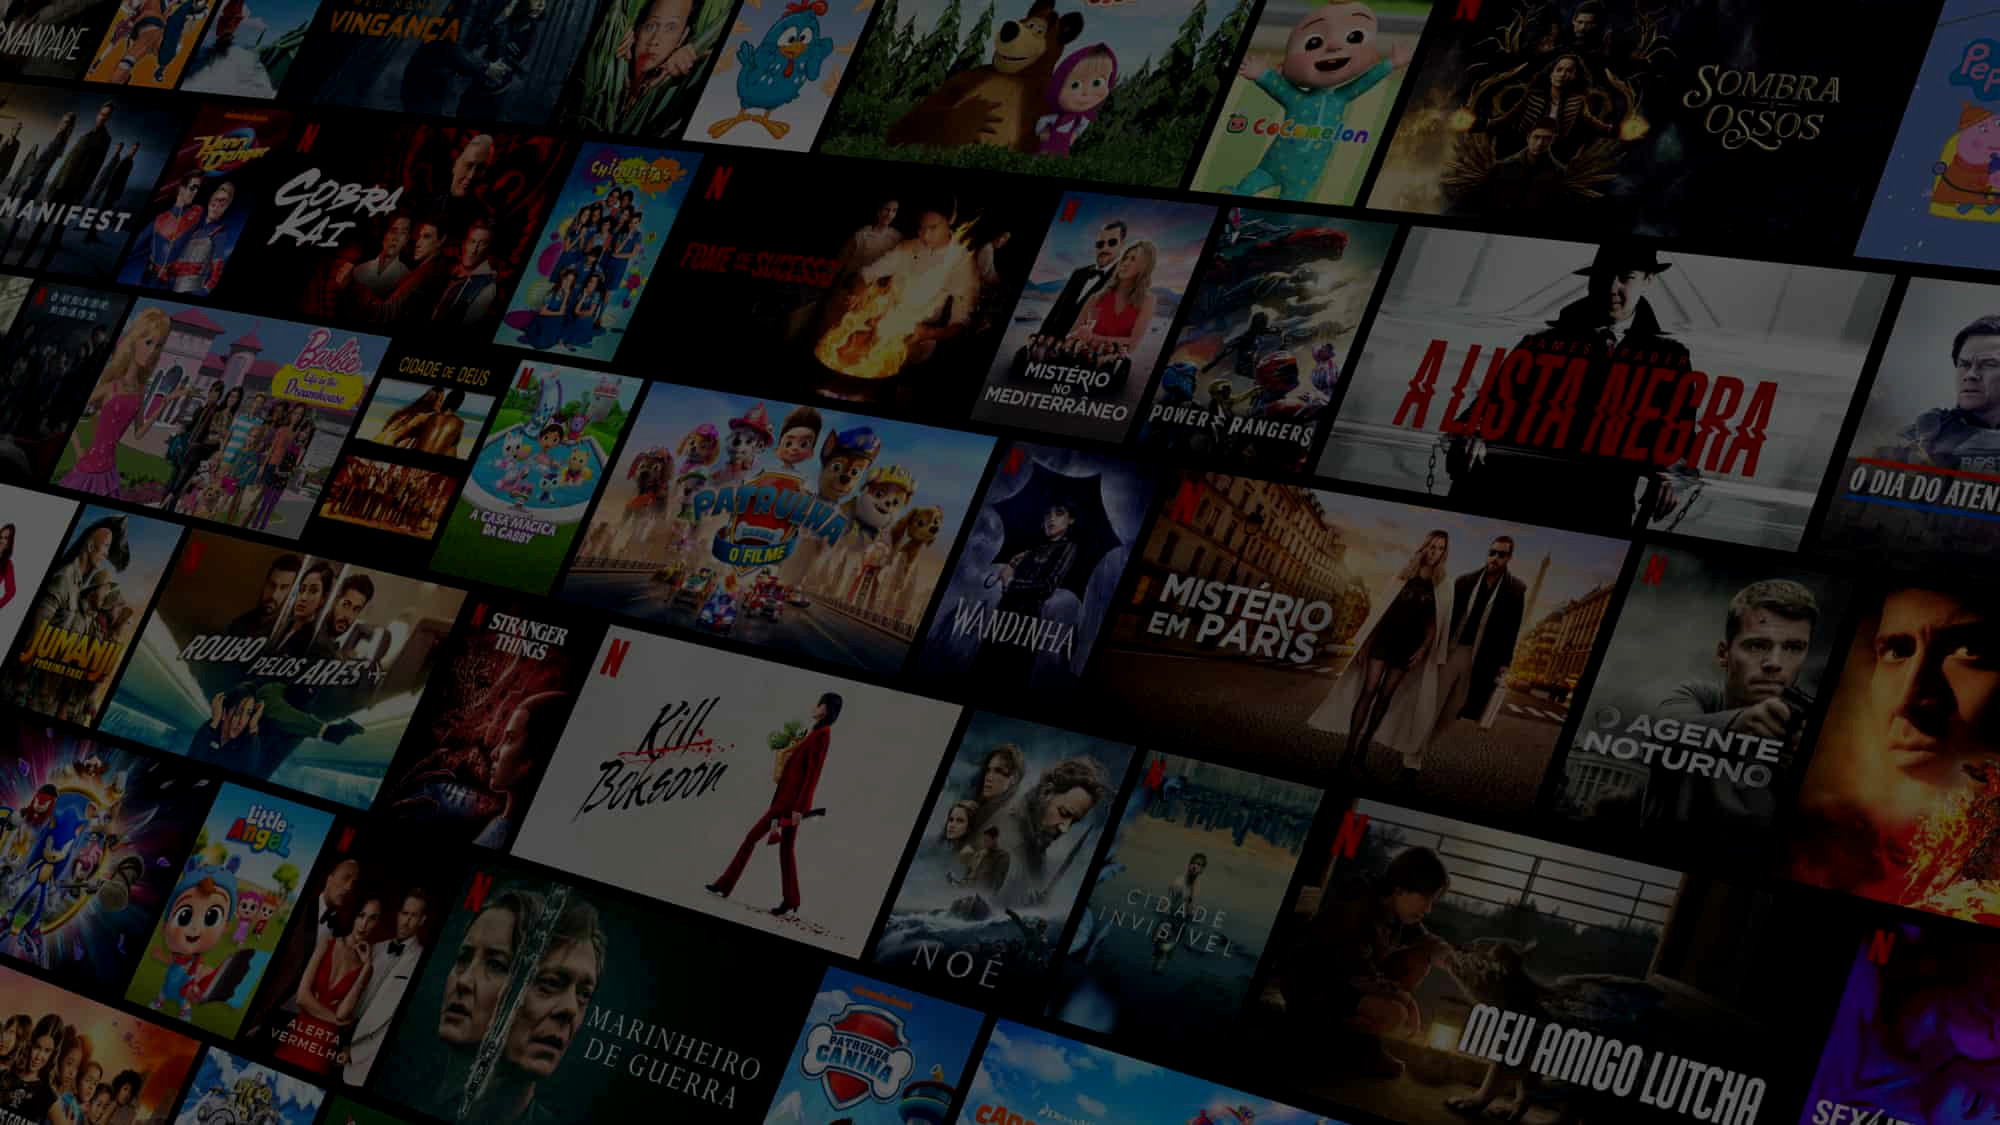 VINGANÇA
CoComelon
SOMBRA
OSSOS
MANIFEST
Henry
Danger
COBRA
KAI
CHIQUITITAS
FOME DE SUCESSO
MISTÉRIO
NO
MEDITERRÂNEO
POWER RANGERS
JAMES SPADER
A LISTA NEGRA
Barbie
Life in the
Dreamhouse
CIDADE DE DEUS
A CASA MÁGICA
DA GABBY
PATRULHA
O FILME
WANDINHA
MISTÉRIO
EM PARIS
O DIA DO ATEN
O AGENTE
NOTURNO
JUMANJI
PRÓXIMA FASE
ROUBO
PELOS ARES
STRANGER
THINGS
Kill
Boksoon
NOÉ
CIDADE
INVISÍVEL
Little
Angel
ALERTA
VERMELHO
MARINHEIRO
DE GUERRA
nickelodeon
PATRULHA
CANINA
MEU AMIGO LUTCHA
SEX/